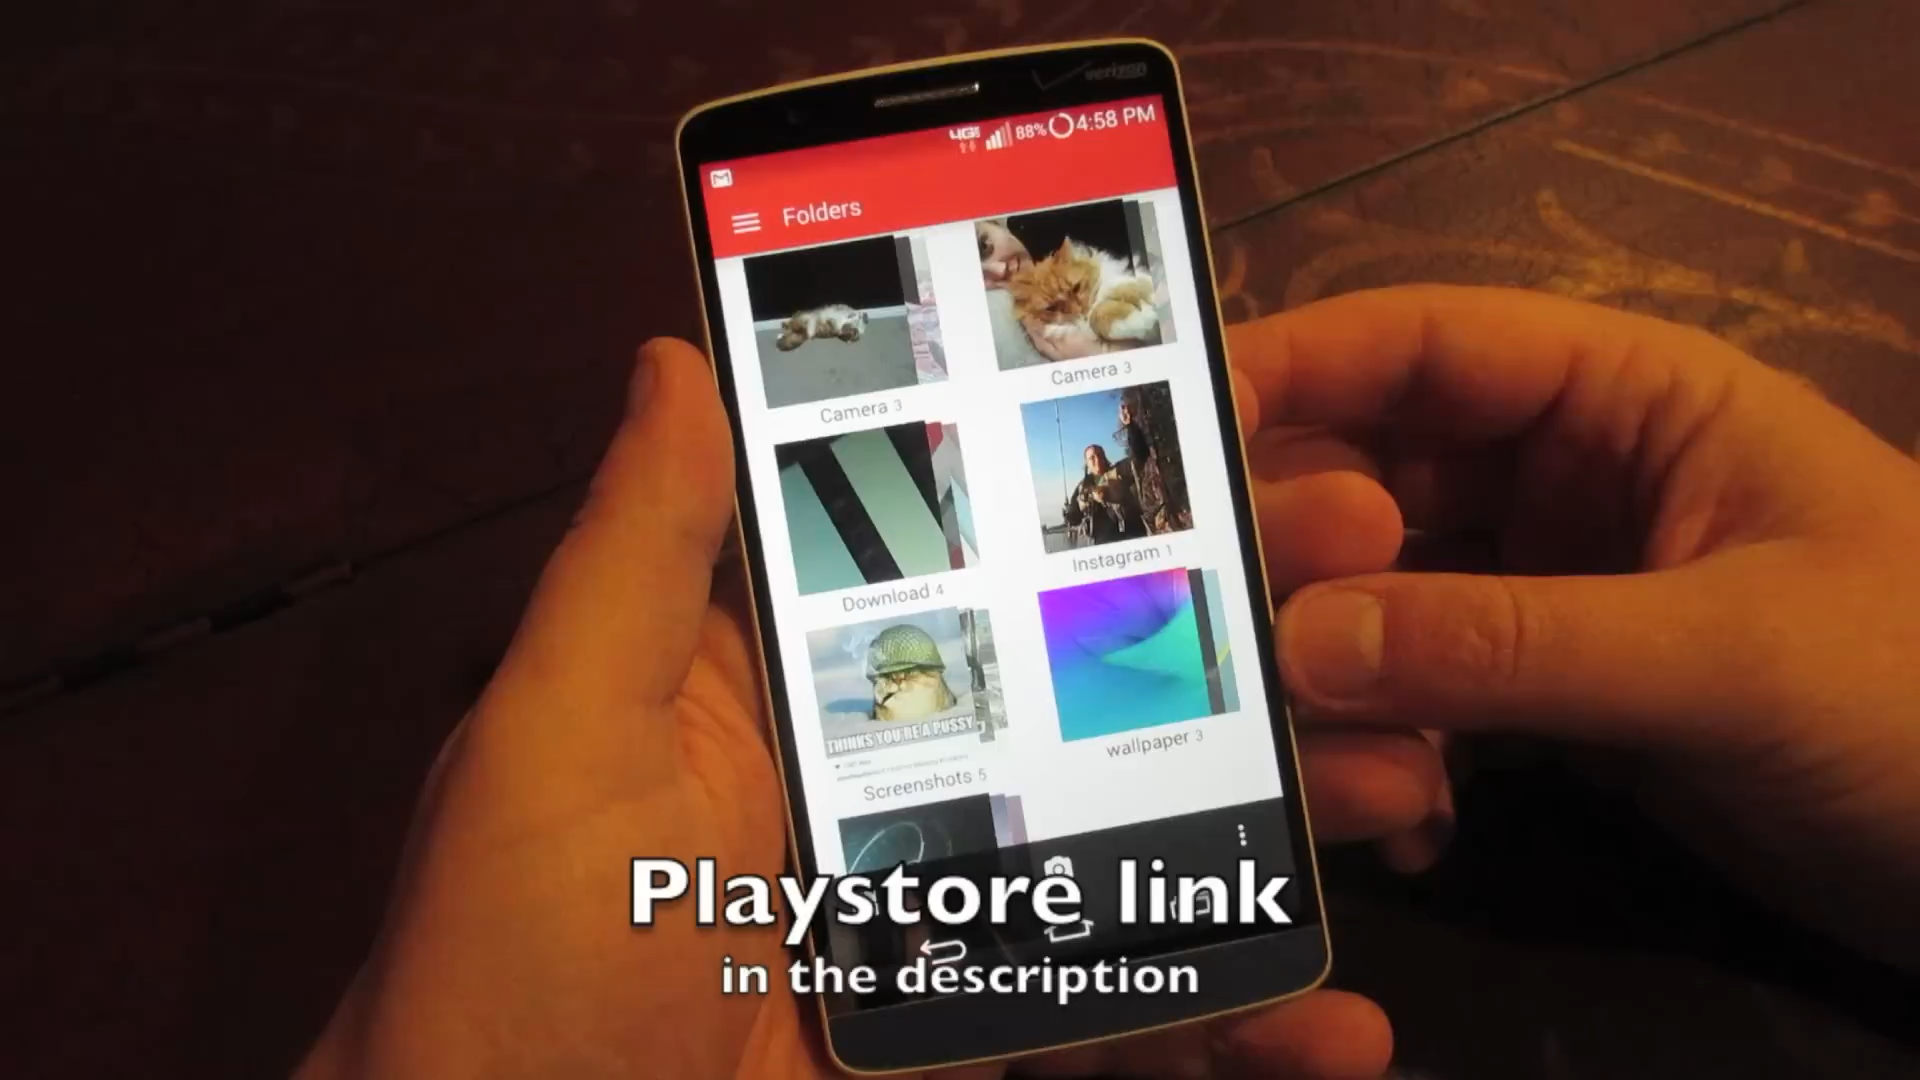 verizon
4G 88% 4:58 PM
Folders
Camera 3
Camera 3
Download 4
Instagram 1
THINKS YOU'RE A PUSSY
Screenshots 5
wallpaper 3
Playstore link
in the description